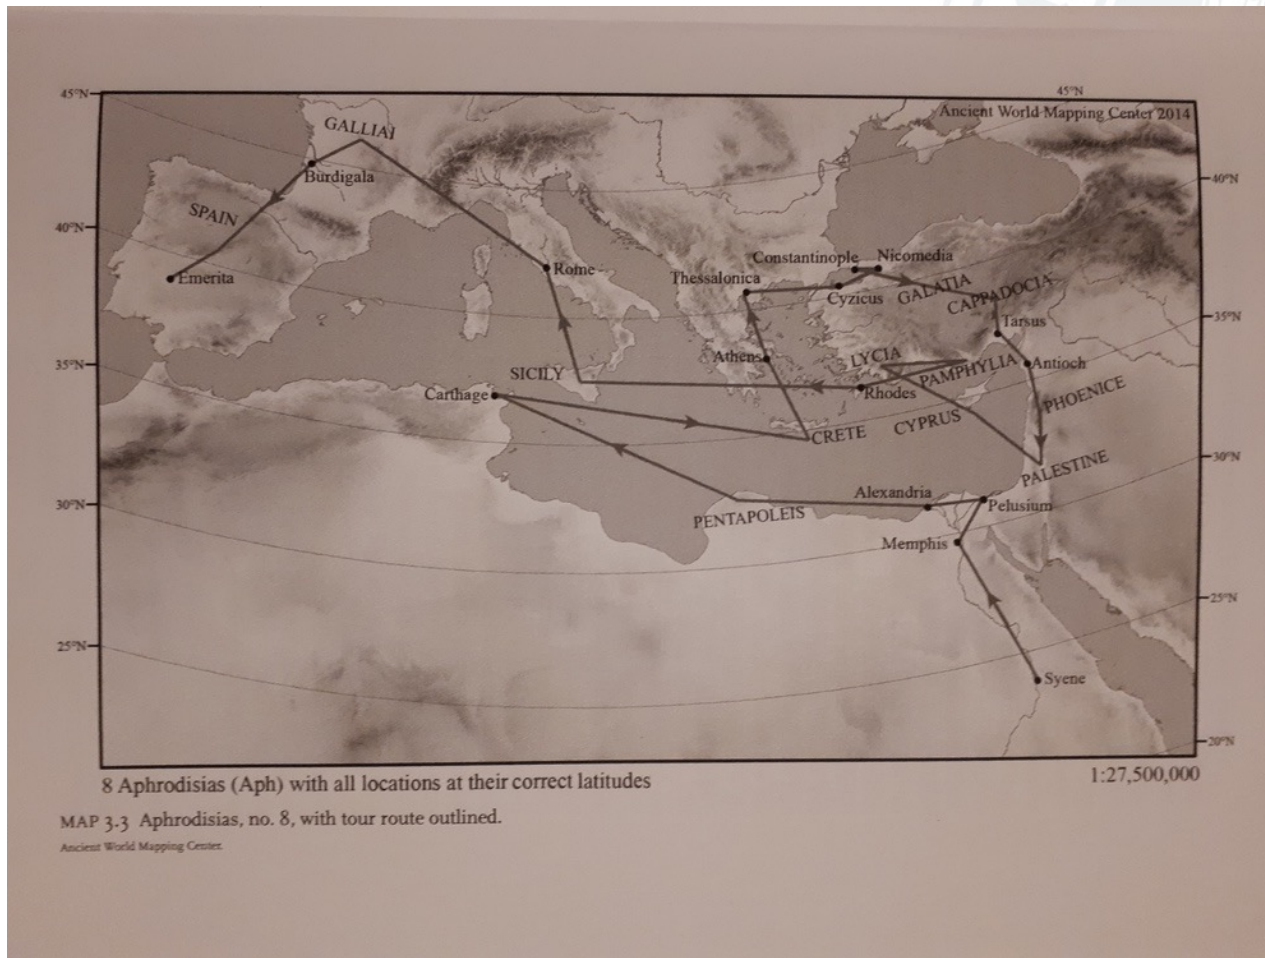 45°N
45°N
Ancient World Mapping Center 2014
GALLIAI
Burdigala
40°N
SPAIN
40°N
Emerita
Rome
Constantinople
Nicomedia
Thessalonica
Cyzicus
GALATIA
CAPPADOCIA
35°N
Tarsus
35°N
SICILY
Athens
LYCIA
PAMPHYLIA
Antioch
Carthage
Rhodes
PHOENICE
CRETE
CYPRUS
30°N
PALESTINE
30°N
Alexandria
PENTAPOLEIS
Pelusium
Memphis
25°N
25°N
Syene
20°N
8 Aphrodisias (Aph) with all locations at their correct latitudes
1:27,500,000
MAP 3.3 Aphrodisias, no. 8, with tour route outlined.
Ancient World Mapping Center.